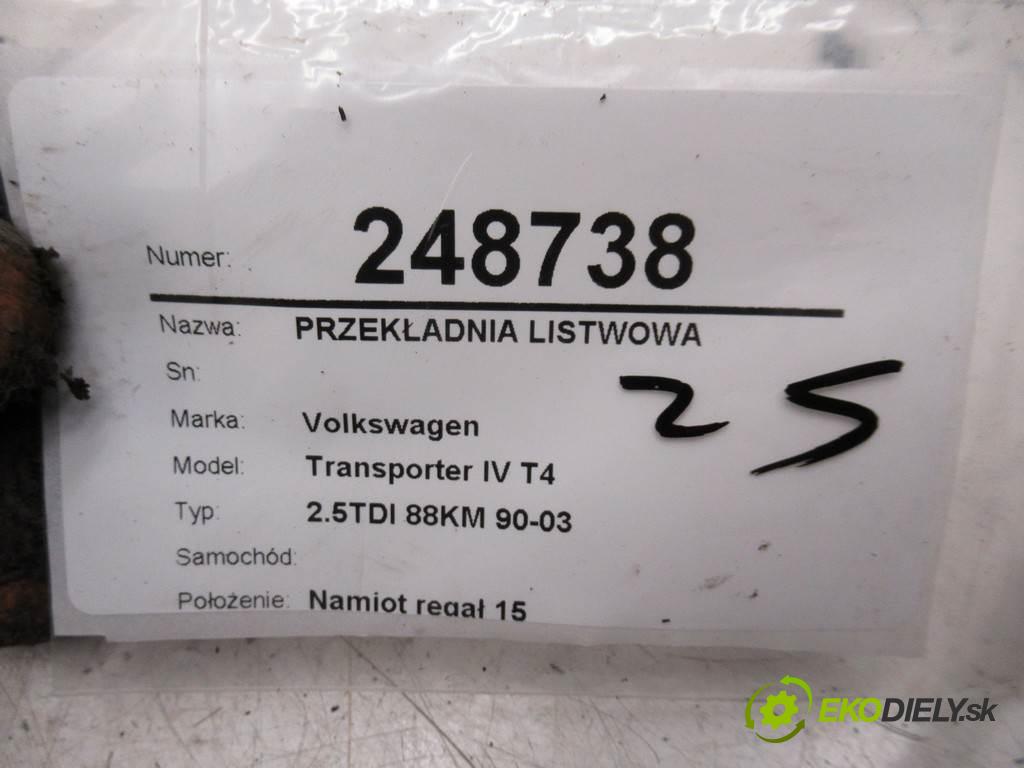 Numer: 248738
Nazwa: PRZEKŁADNIA LISTWOWA
Sn:
25
Marka: Volkswagen
Model: Transporter IV T4
Typ: 2.5TDI 88KM 90-03
Samochód:
Położenie: Namiot regał 15
EKODIELY.sk